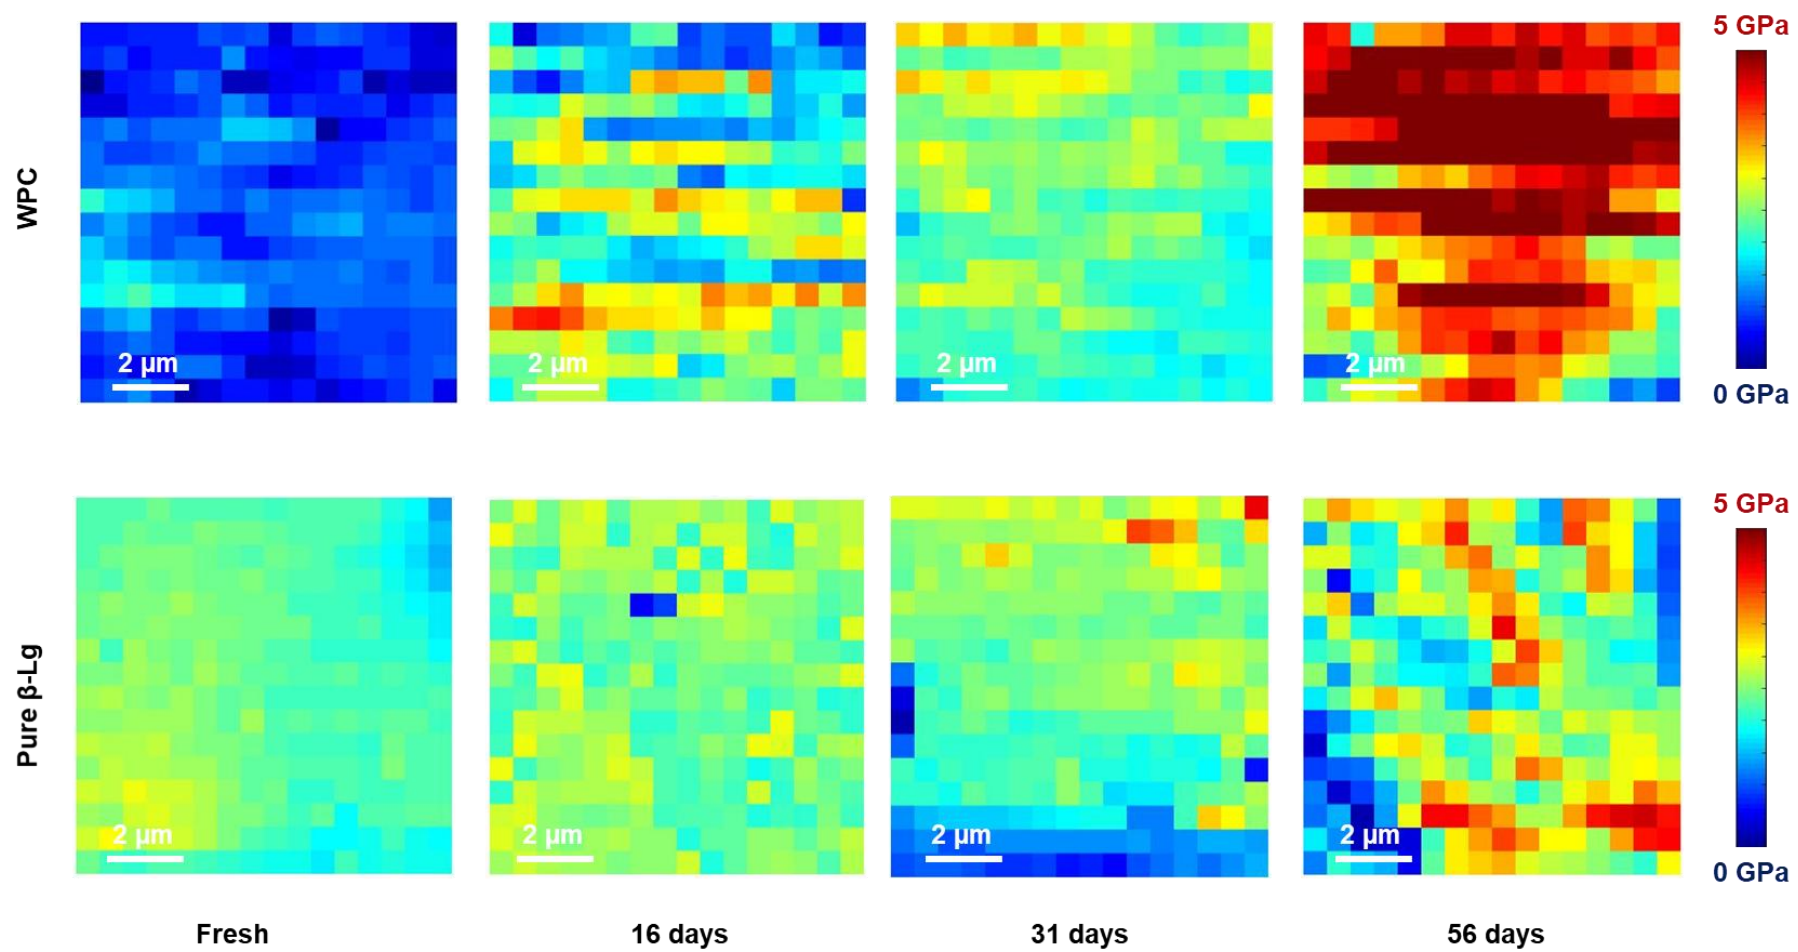 5 GPa
WPC
2 μm
2 μm
2 μm
2 μm
0 GPa
5 GPa
Pure β-Lg
2 μm
2 μm
2 μm
2 μm
0 GPa
Fresh
16 days
31 days
56 days